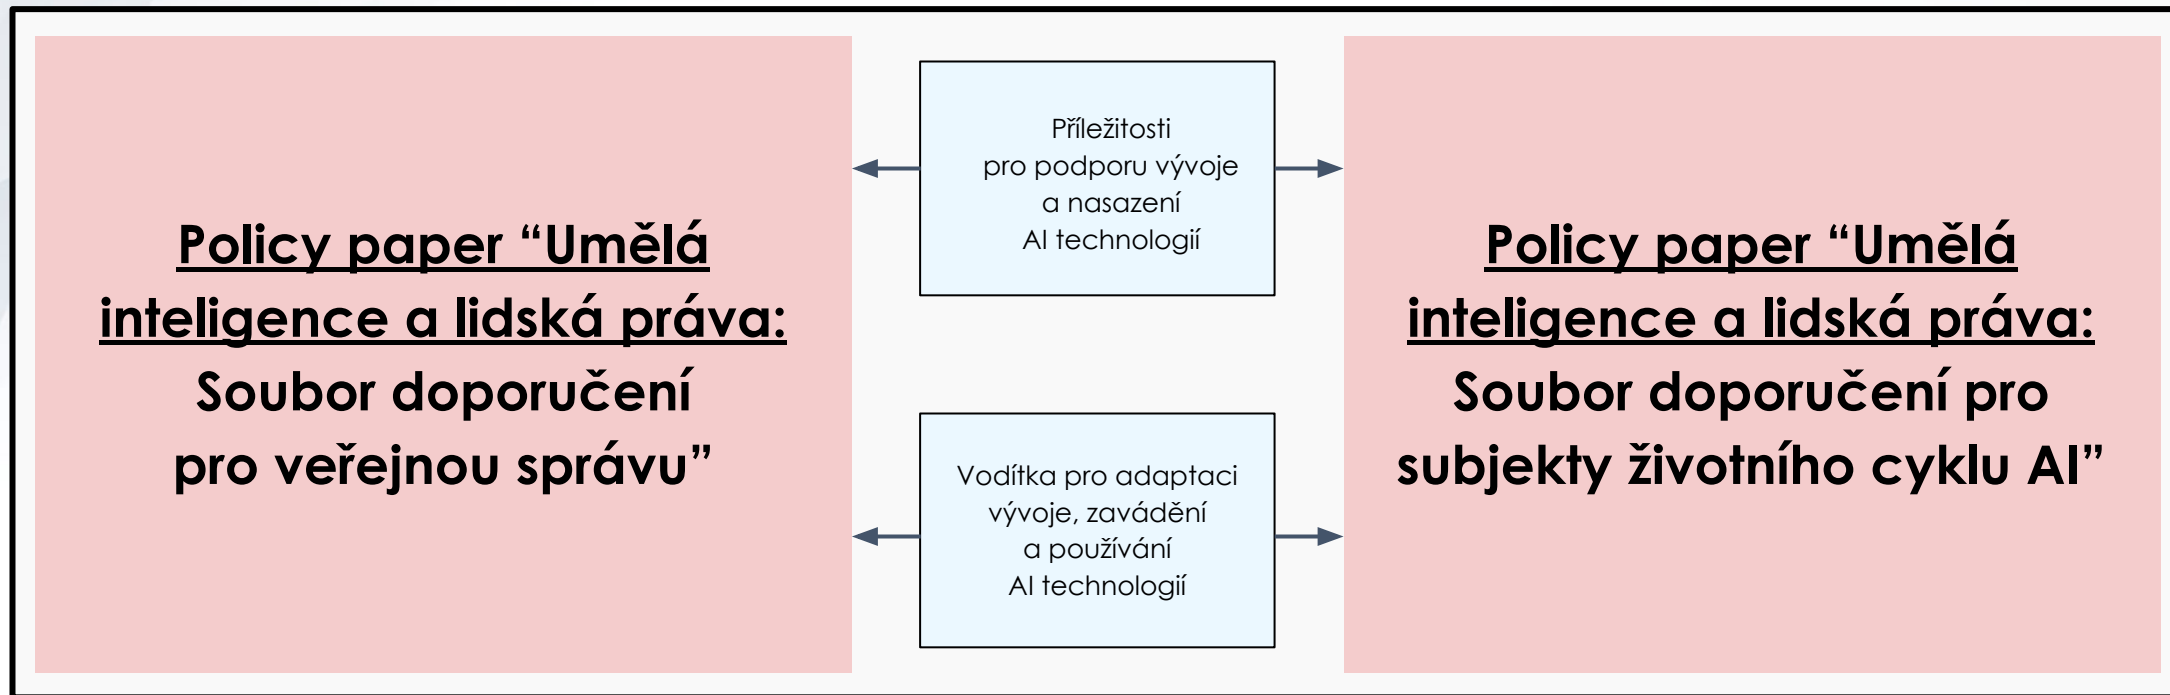 Policy paper “Umělá
inteligence a lidská práva:
Soubor doporučení
pro veřejnou správu”
Příležitosti
pro podporu vývoje
a nasazení
AI technologií
Vodítka pro adaptaci
vývoje, zavádění
a používání
AI technologií
Policy paper “Umělá
inteligence a lidská práva:
Soubor doporučení pro
subjekty životního cyklu AI”